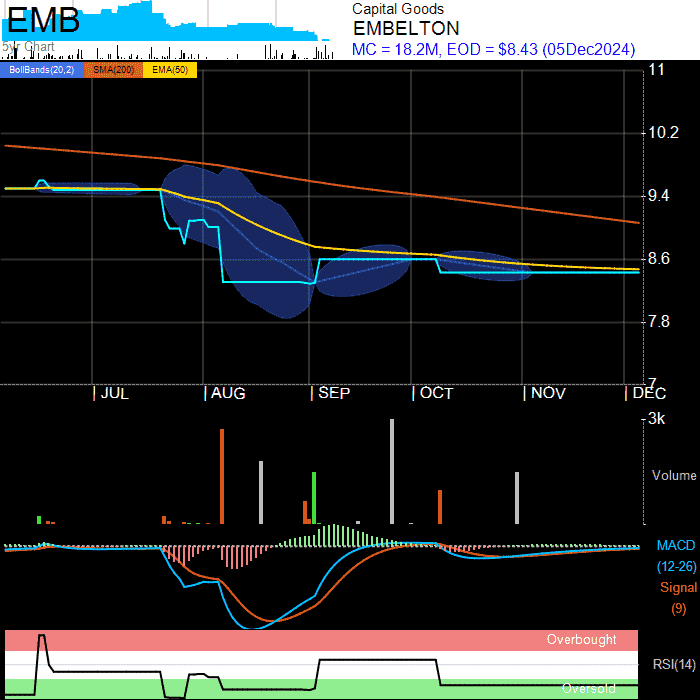 EMB
Capital Goods
EMBELTON
MC = 18.2M, EOD = $8.43 (05Dec2024)
5yr Chart
BollBands(20,2) SMA(200) EMA(50)
11
10.2
9.4
8.6
7.8
7
JUL AUG SEP OCT NOV DEC
3k
Volume
MACD
(12-26)
Signal
(9)
Overbought
RSI(14)
Oversold